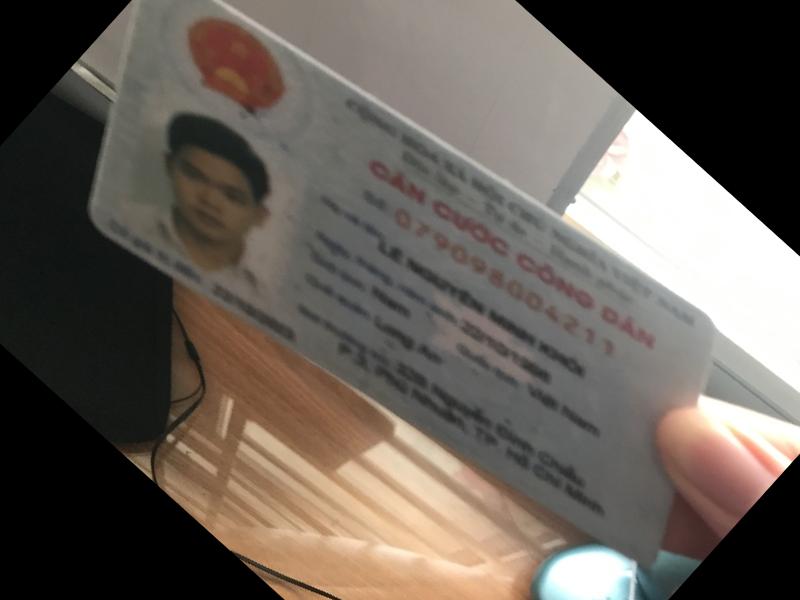 CỘNG HÒA XÃ HỘI CHỦ NGHĨA VIỆT NAM
Độc lập - Tự do - Hạnh phúc
CĂN CƯỚC CÔNG DÂN
Số: 079098004211
Họ và tên: LÊ NGUYỄN MINH KHÔI
Ngày, tháng, năm sinh: 22/10/1998
Giới tính: Nam Quốc tịch: Việt Nam
Quê quán: Long An
Nơi thường trú: 22B Nguyễn Đình Chiểu
P.3, Phú Nhuận, TP. Hồ Chí Minh
Có giá trị đến: 22/10/2023